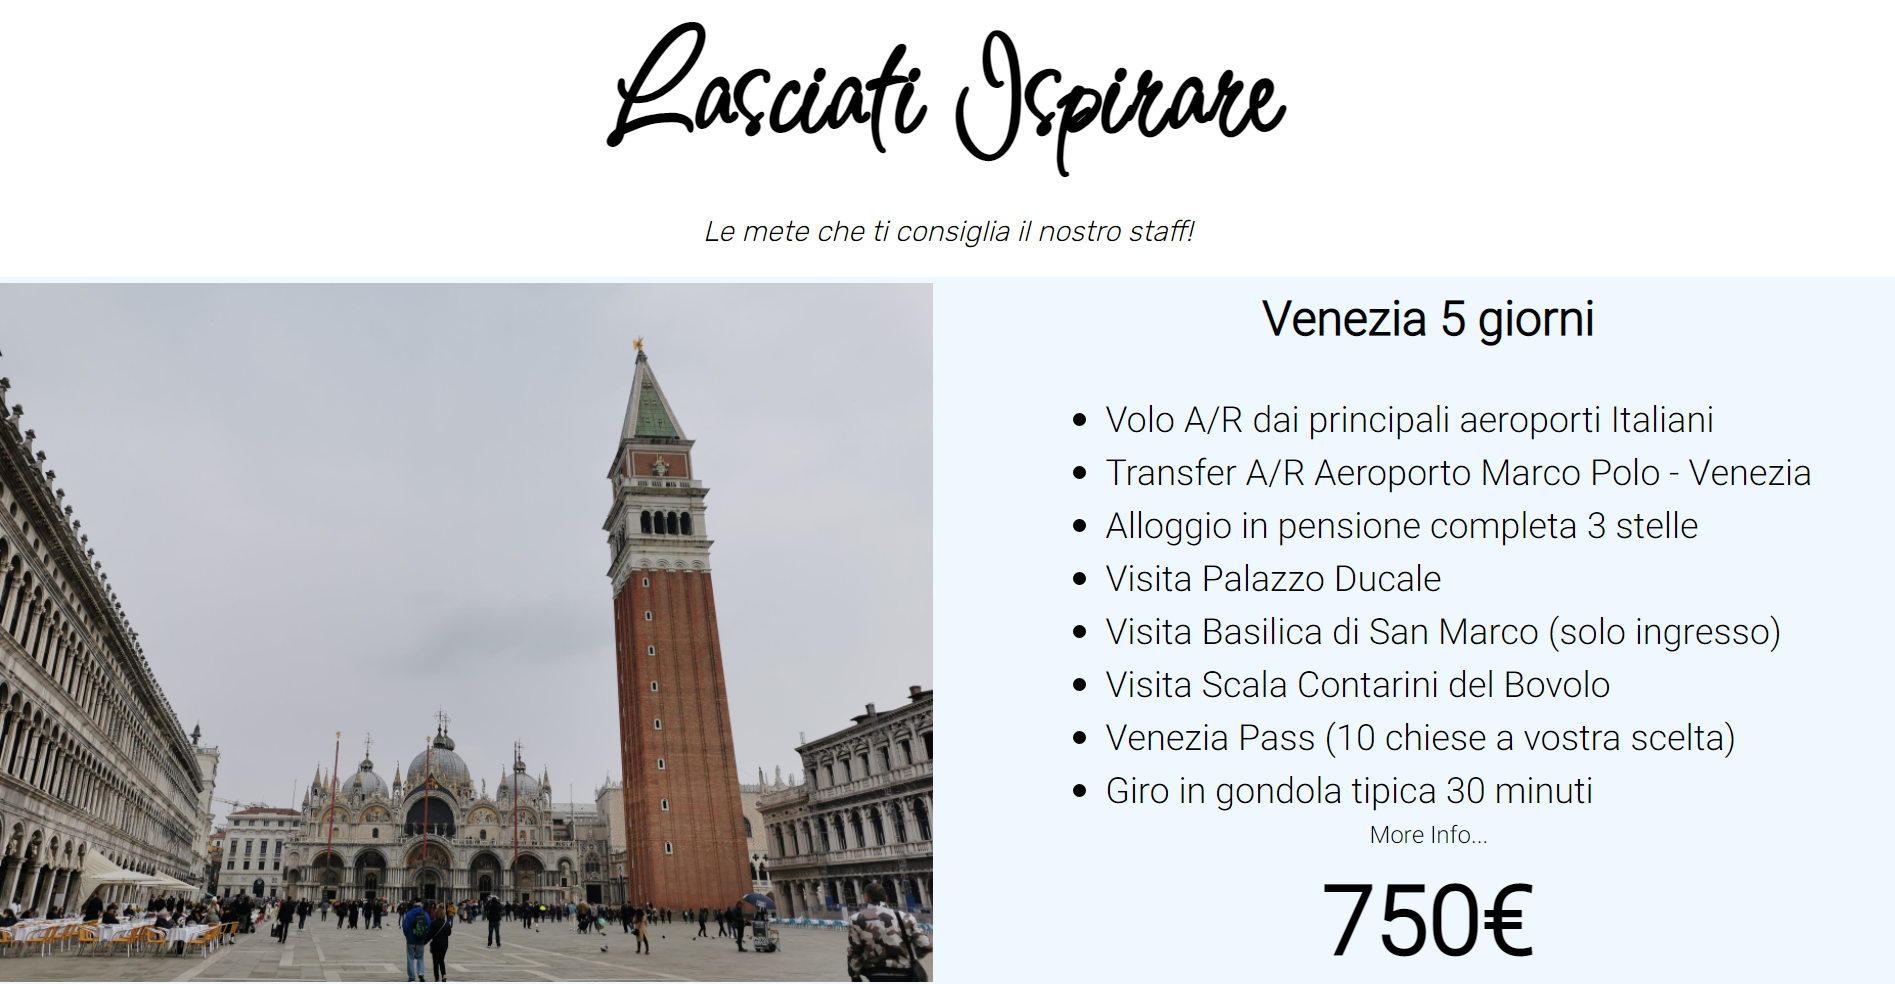 Lasciati Ispirare
Le mete che ti consiglia il nostro staff!
Venezia 5 giorni
Volo A/R dai principali aeroporti Italiani
Transfer A/R Aeroporto Marco Polo - Venezia
Alloggio in pensione completa 3 stelle
Visita Palazzo Ducale
Visita Basilica di San Marco (solo ingresso)
Visita Scala Contarini del Bovolo
Venezia Pass (10 chiese a vostra scelta)
Giro in gondola tipica 30 minuti
More Info...
750€